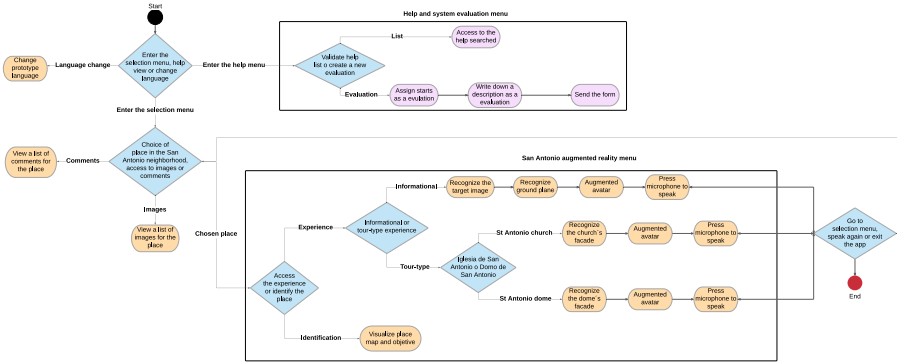 Start
Help and system evaluation menu
List
Access to the
help searched
Change
prototype
language
Language change
Enter the
selection menu, help
view or change
language
Enter the help menu
Validate help
list o create a new
evaluation
Evaluation
Assign starts
as a evulation
Write down a
description as a
evaluation
Send the form
Enter the selection menu
View a list of
comments for
the place
Comments
Choice of
place in the San
Antonio neighborhood,
access to images or
comments
San Antonio augmented reality menu
Images
View a list of
images for the
place
Chosen place
Experience
Informational
Recognize the
target image
Recognize
ground plane
Augmented
avatar
Press
microphone to
speak
Informational or
tour-type experience
St Antonio church
Recognize
the church´s
facade
Augmented
avatar
Press
microphone to
speak
Go to
selection menu,
speak again or exit
the app
Tour-type
Iglesia de San
Antonio o Domo de
San Antonio
Access
the experience
or identify the
place
St Antonio dome
Recognize
the dome´s
facade
Augmented
avatar
Press
microphone to
speak
End
Identification
Visualize place
map and objetive